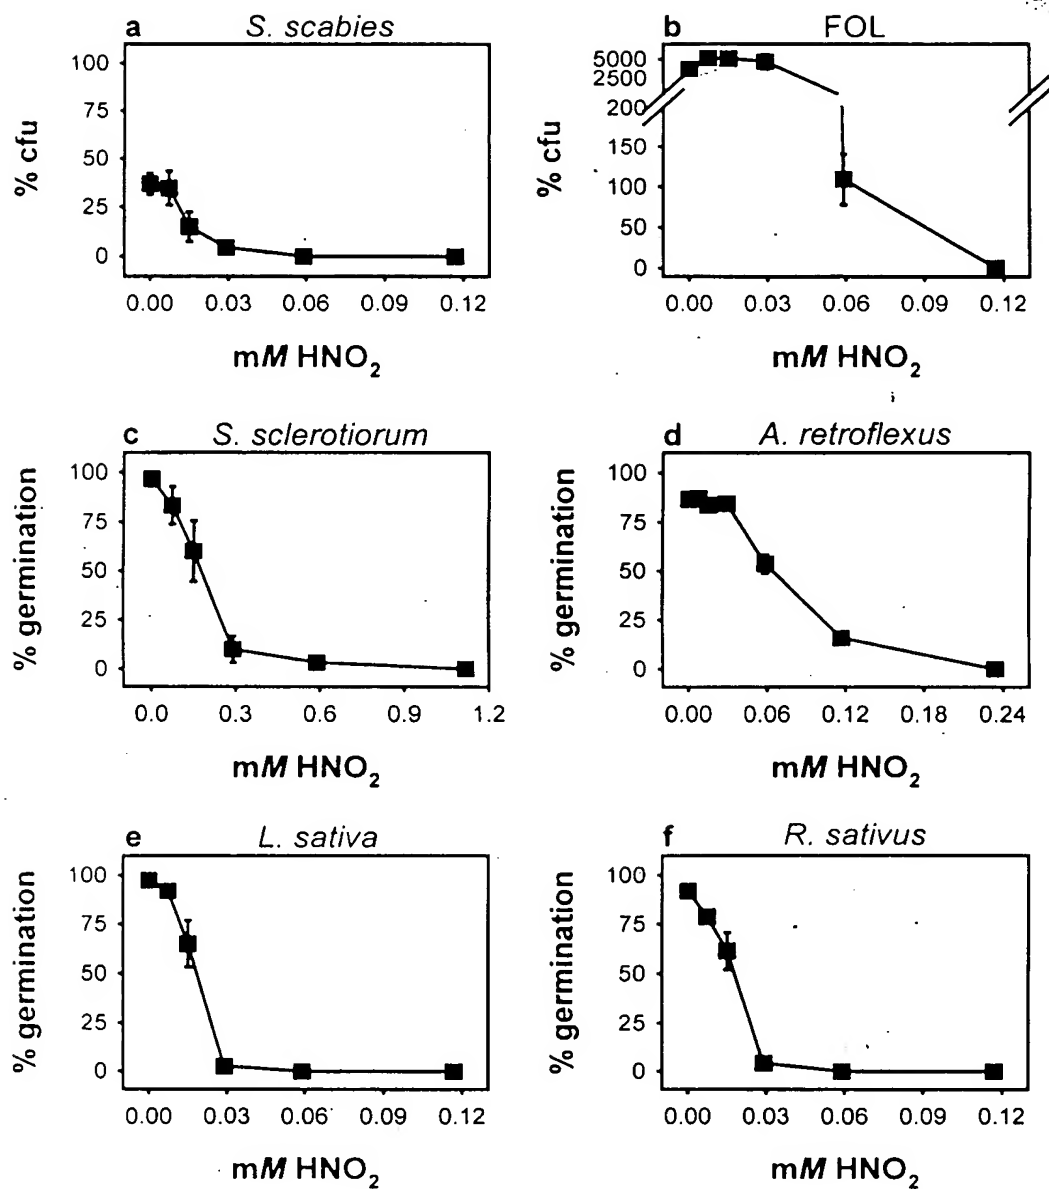 a S. scabies
100
75
50
25
0
% cfu
0.00 0.03 0.06 0.09 0.12
mM HNO2
b FOL
5000
2500
200
150
100
50
0
% cfu
0.00 0.03 0.06 0.09 0.12
mM HNO2
c S. sclerotiorum
100
75
50
25
0
% germination
0.0 0.3 0.6 0.9 1.2
mM HNO2
d A. retroflexus
100
75
50
25
0
% germination
0.00 0.06 0.12 0.18 0.24
mM HNO2
e L. sativa
100
75
50
25
0
% germination
0.00 0.03 0.06 0.09 0.12
mM HNO2
f R. sativus
100
75
50
25
0
% germination
0.00 0.03 0.06 0.09 0.12
mM HNO2